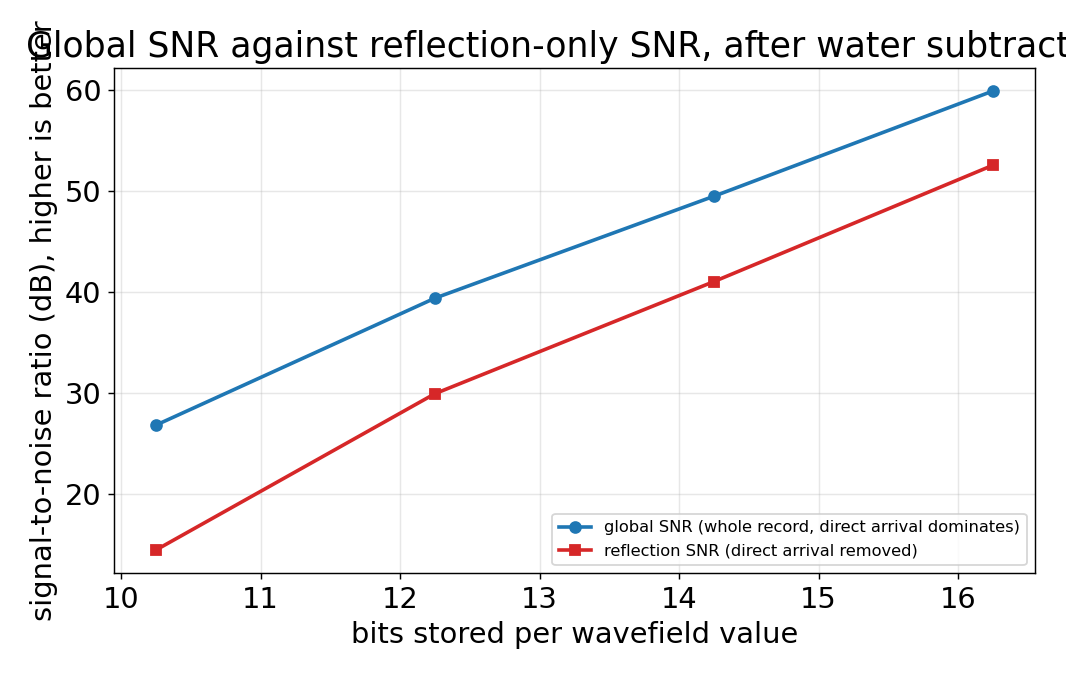 Global SNR against reflection-only SNR, after water subtract
signal-to-noise ratio (dB), higher is better
60
50
40
30
20
global SNR (whole record, direct arrival dominates)
reflection SNR (direct arrival removed)
10 11 12 13 14 15 16
bits stored per wavefield value